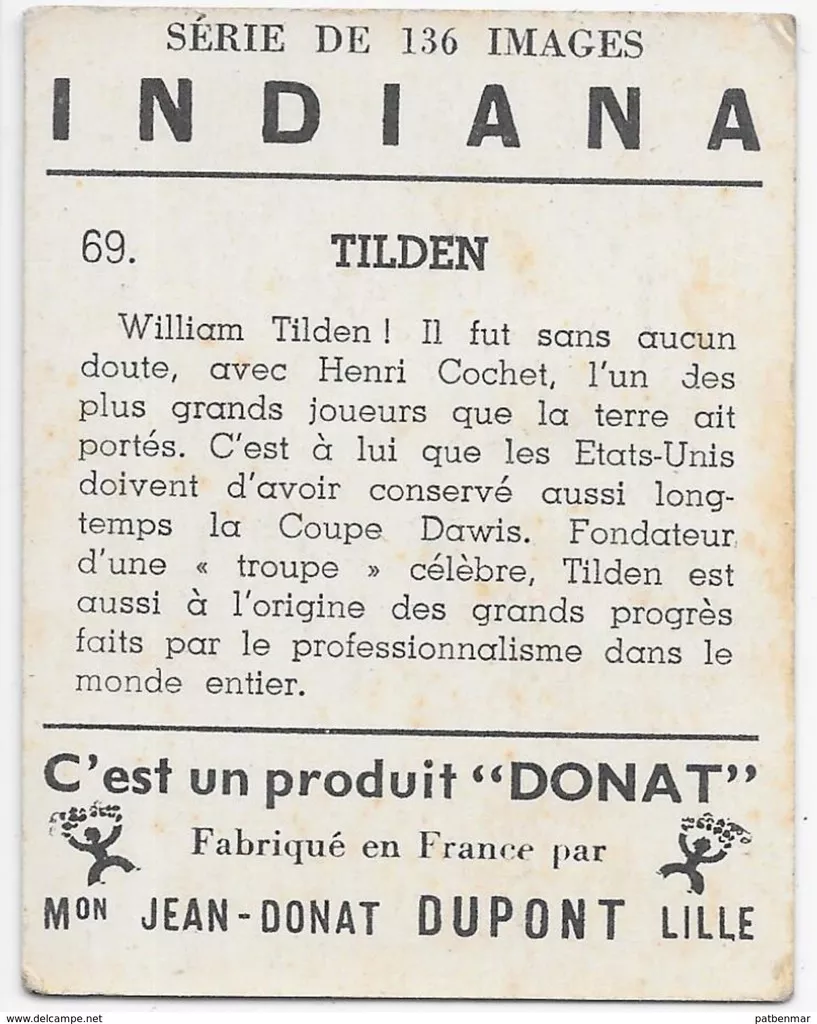 SÉRIE DE 136 IMAGES
INDIANA
69. TILDEN
William Tilden ! Il fut sans aucun
doute, avec Henri Cochet, l'un des
plus grands joueurs que la terre ait
portés. C'est à lui que les Etats-Unis
doivent d'avoir conservé aussi long-
temps la Coupe Dawis. Fondateur
d'une « troupe » célèbre, Tilden est
aussi à l'origine des grands progrès
faits par le professionnalisme dans le
monde entier.
C'est un produit "DONAT"
Fabriqué en France par
MON JEAN-DONAT DUPONT LILLE
delcampe.net
patbenmar